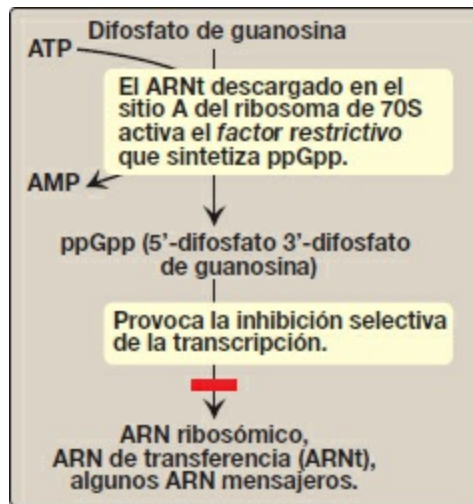 Difosfato de guanosina
ATP
El ARNt descargado en el
sitio A del ribosoma de 70S
activa el factor restrictivo
que sintetiza ppGpp.
AMP
ppGpp (5’-difosfato 3’-difosfato
de guanosina)
Provoca la inhibición selectiva
de la transcripción.
ARN ribosómico,
ARN de transferencia (ARNt),
algunos ARN mensajeros.